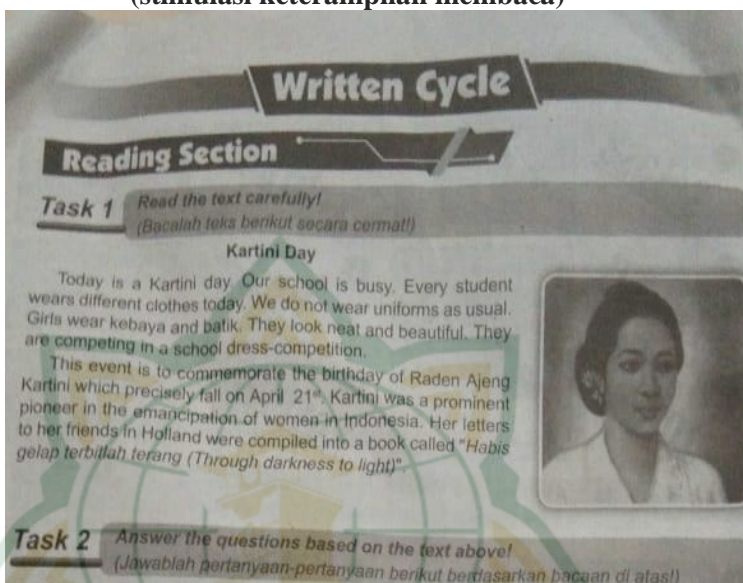 (stimulasi keterampilan membaca)
Written Cycle
Reading Section
Task 1 Read the text carefully!
(Bacalah teks berikut secara cermat!)
Kartini Day
Today is a Kartini day. Our school is busy. Every student
wears different clothes today. We do not wear uniforms as usual.
Girls wear kebaya and batik. They look neat and beautiful. They
are competing in a school dress-competition.
This event is to commemorate the birthday of Raden Ajeng
Kartini which precisely fall on April 21st. Kartini was a prominent
pioneer in the emancipation of women in Indonesia. Her letters
to her friends in Holland were compiled into a book called "Habis
gelap terbitlah terang (Through darkness to light)".
Task 2 Answer the questions based on the text above!
(Jawablah pertanyaan-pertanyaan berikut berdasarkan bacaan di atas!)